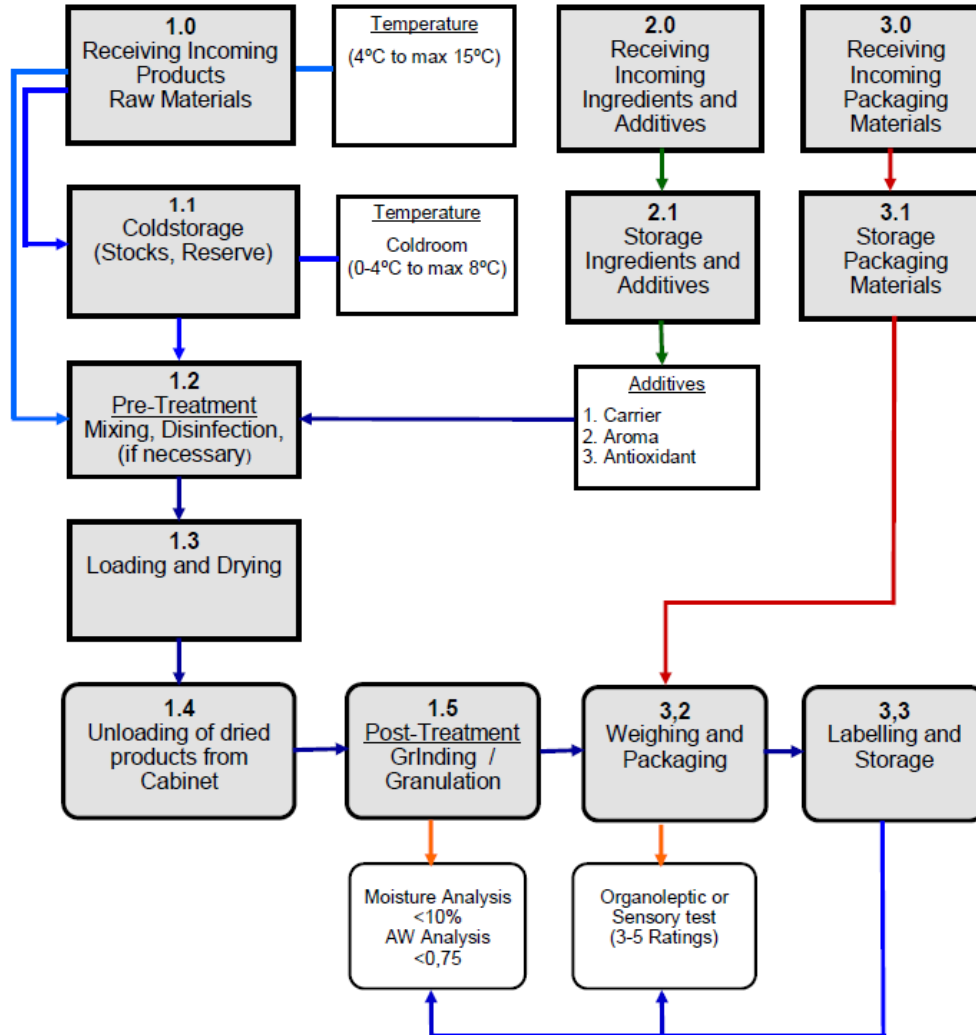 1.0
Receiving Incoming
Products
Raw Materials
Temperature
(4ºC to max 15ºC)
2.0
Receiving
Incoming
Ingredients and
Additives
3.0
Receiving
Incoming
Packaging
Materials
1.1
Coldstorage
(Stocks, Reserve)
Temperature
Coldroom
(0-4ºC to max 8ºC)
2.1
Storage
Ingredients and
Additives
3.1
Storage
Packaging
Materials
1.2
Pre-Treatment
Mixing, Disinfection,
(if necessary)
Additives
1. Carrier
2. Aroma
3. Antioxidant
1.3
Loading and Drying
1.4
Unloading of dried
products from
Cabinet
1.5
Post-Treatment
GrInding /
Granulation
3,2
Weighing and
Packaging
3,3
Labelling and
Storage
Moisture Analysis
<10%
AW Analysis
<0,75
Organoleptic or
Sensory test
(3-5 Ratings)